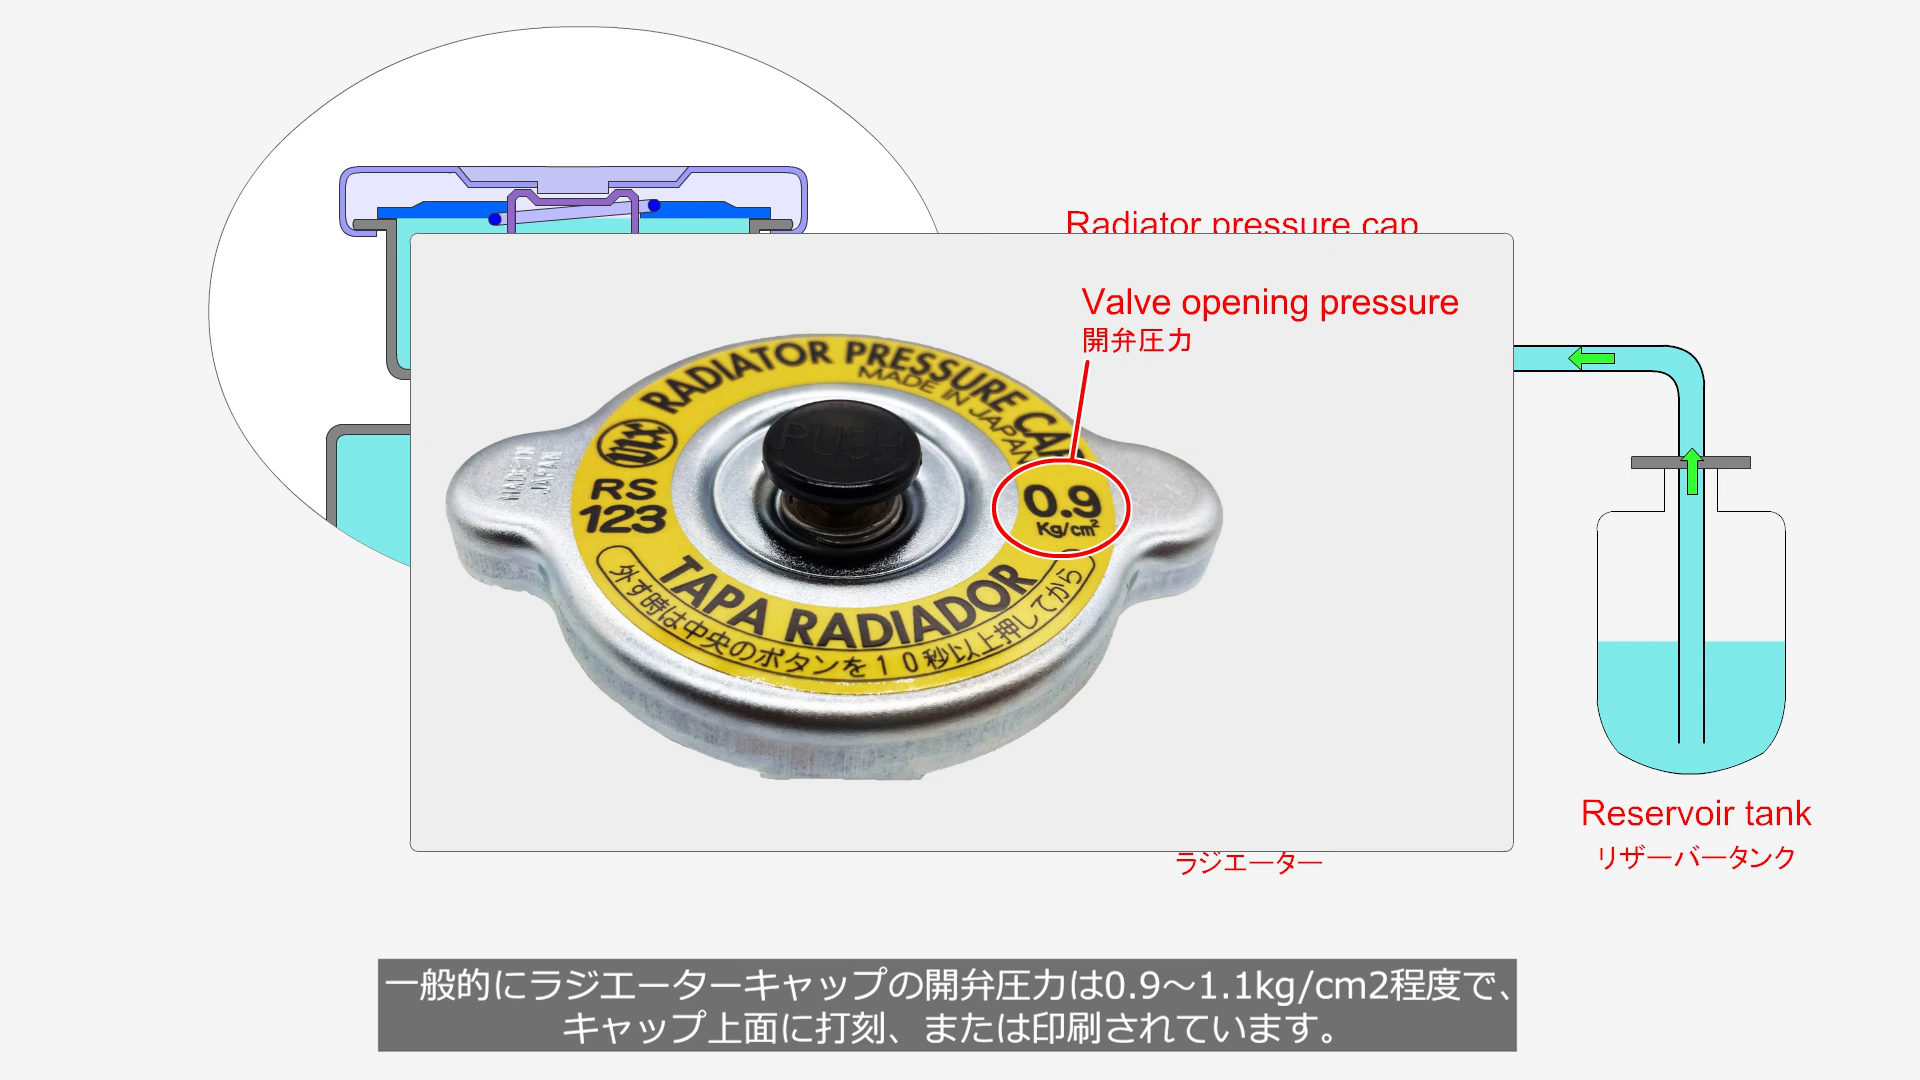 Radiator pressure cap
Valve opening pressure
開弁圧力
RADIATOR PRESSURE CAP
MADE IN JAPAN
PUSH
MADE IN
JAPAN
RS
123
0.9
Kg/cm²
TAPA RADIADOR
外す時は中央のボタンを10秒以上押してから
Reservoir tank
リザーバータンク
ラジエーター
一般的にラジエーターキャップの開弁圧力は0.9～1.1kg/cm2程度で、
キャップ上面に打刻、または印刷されています。